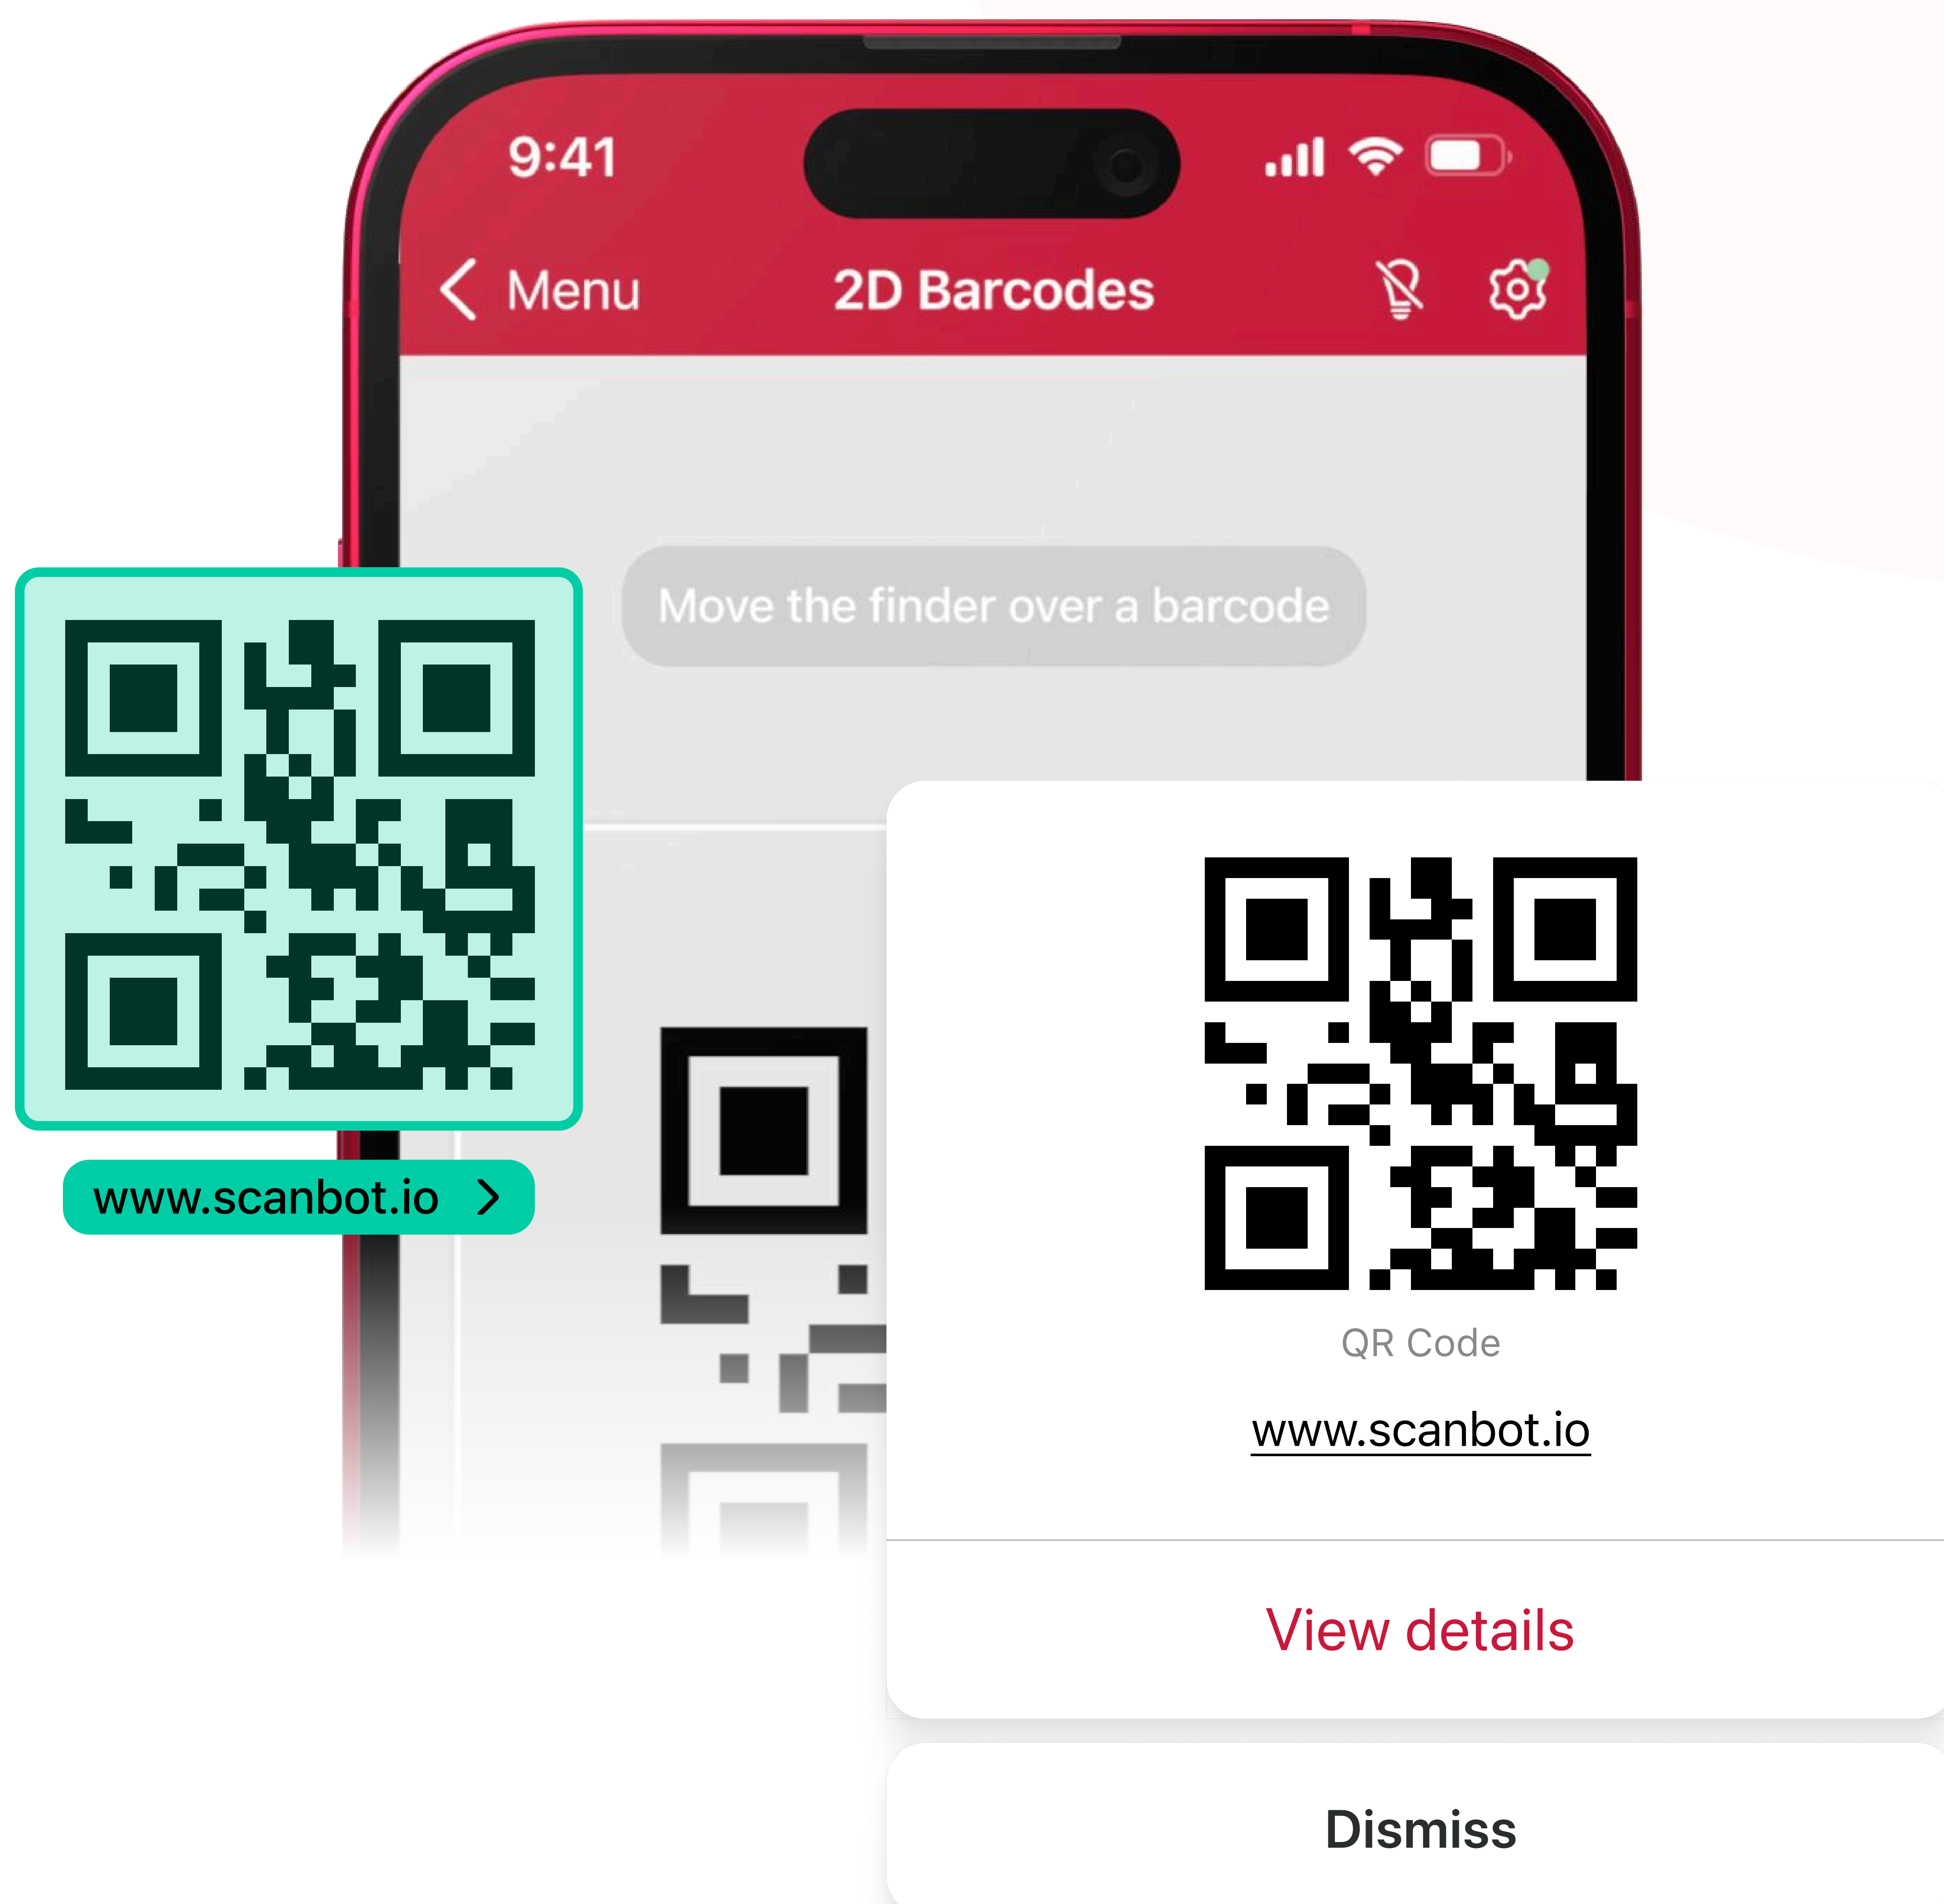 9:41
Menu
2D Barcodes
Move the finder over a barcode
www.scanbot.io
QR Code
www.scanbot.io
View details
Dismiss